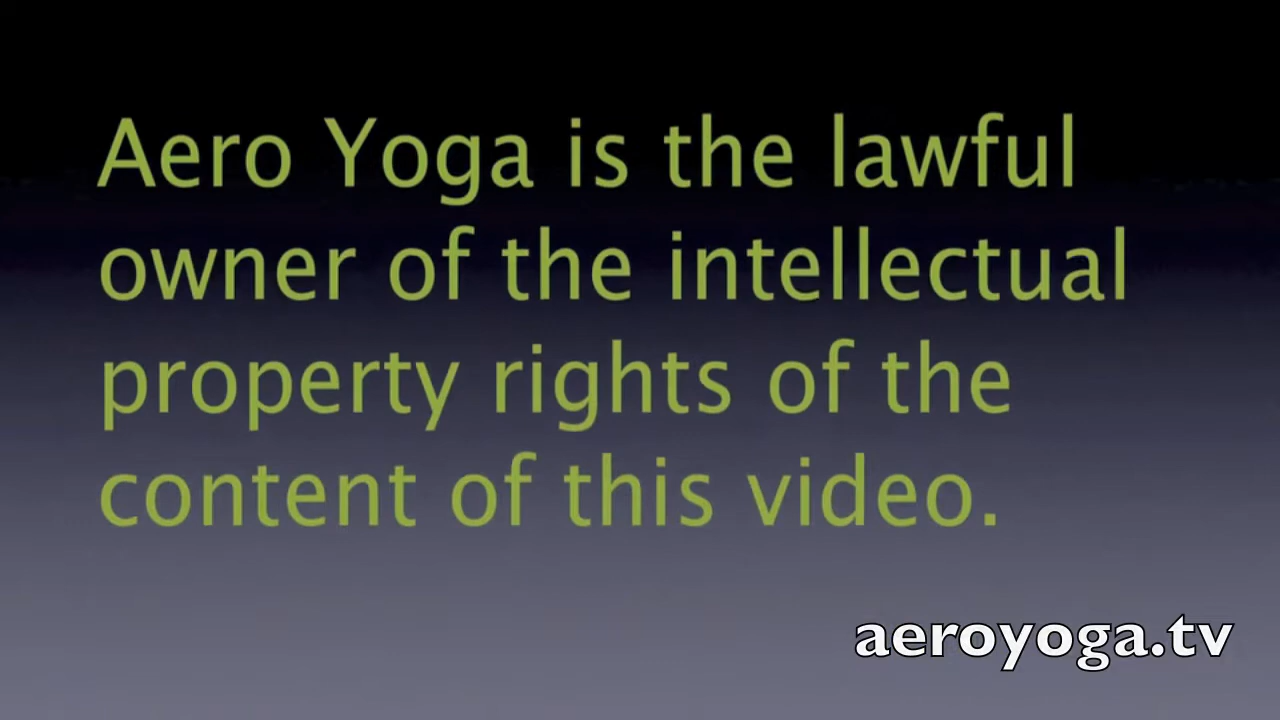 Aero Yoga is the lawful
owner of the intellectual
property rights of the
content of this video.
aeroyoga.tv